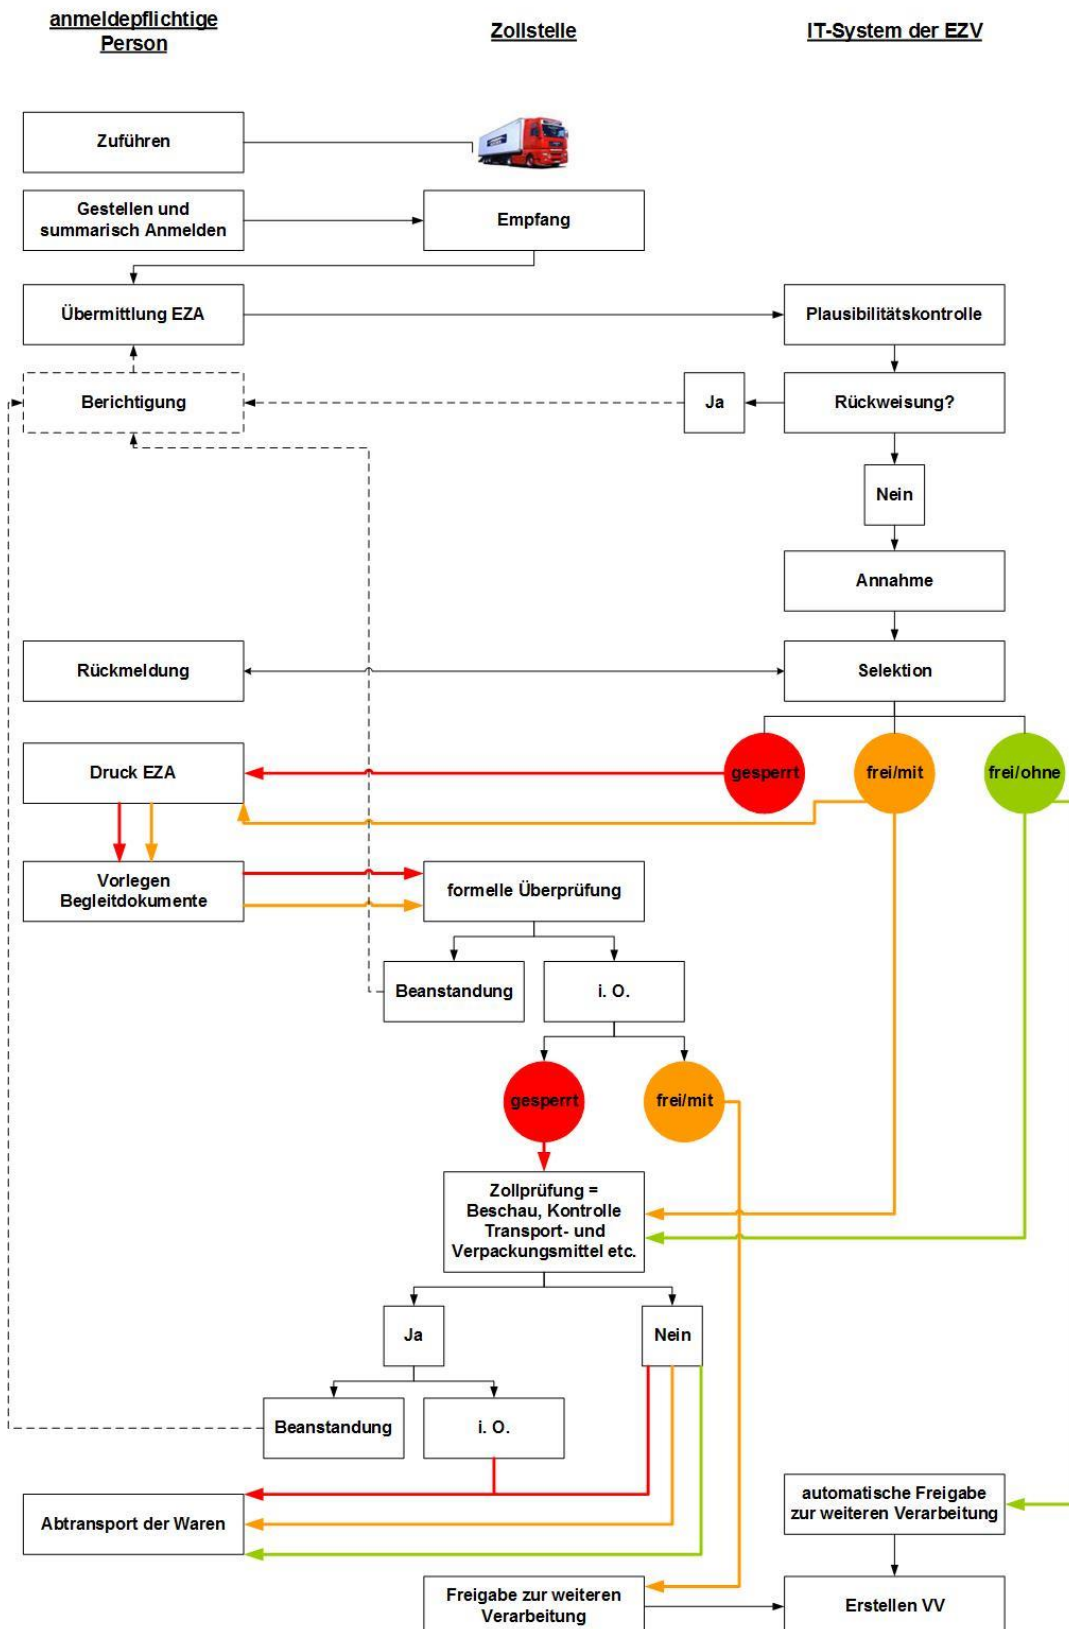 anmeldepflichtige
Person
Zollstelle
IT-System der EZV
Zuführen
Gestellen und
summarisch Anmelden
Empfang
Übermittlung EZA
Plausibilitätskontrolle
Berichtigung
Ja
Rückweisung?
Nein
Annahme
Rückmeldung
Selektion
Druck EZA
gesperrt
frei/mit
frei/ohne
Vorlegen
Begleitdokumente
formelle Überprüfung
Beanstandung
i. O.
gesperrt
frei/mit
Zollprüfung =
Beschau, Kontrolle
Transport- und
Verpackungsmittel etc.
Ja
Nein
Beanstandung
i. O.
Abtransport der Waren
automatische Freigabe
zur weiteren Verarbeitung
Freigabe zur weiteren
Verarbeitung
Erstellen VV